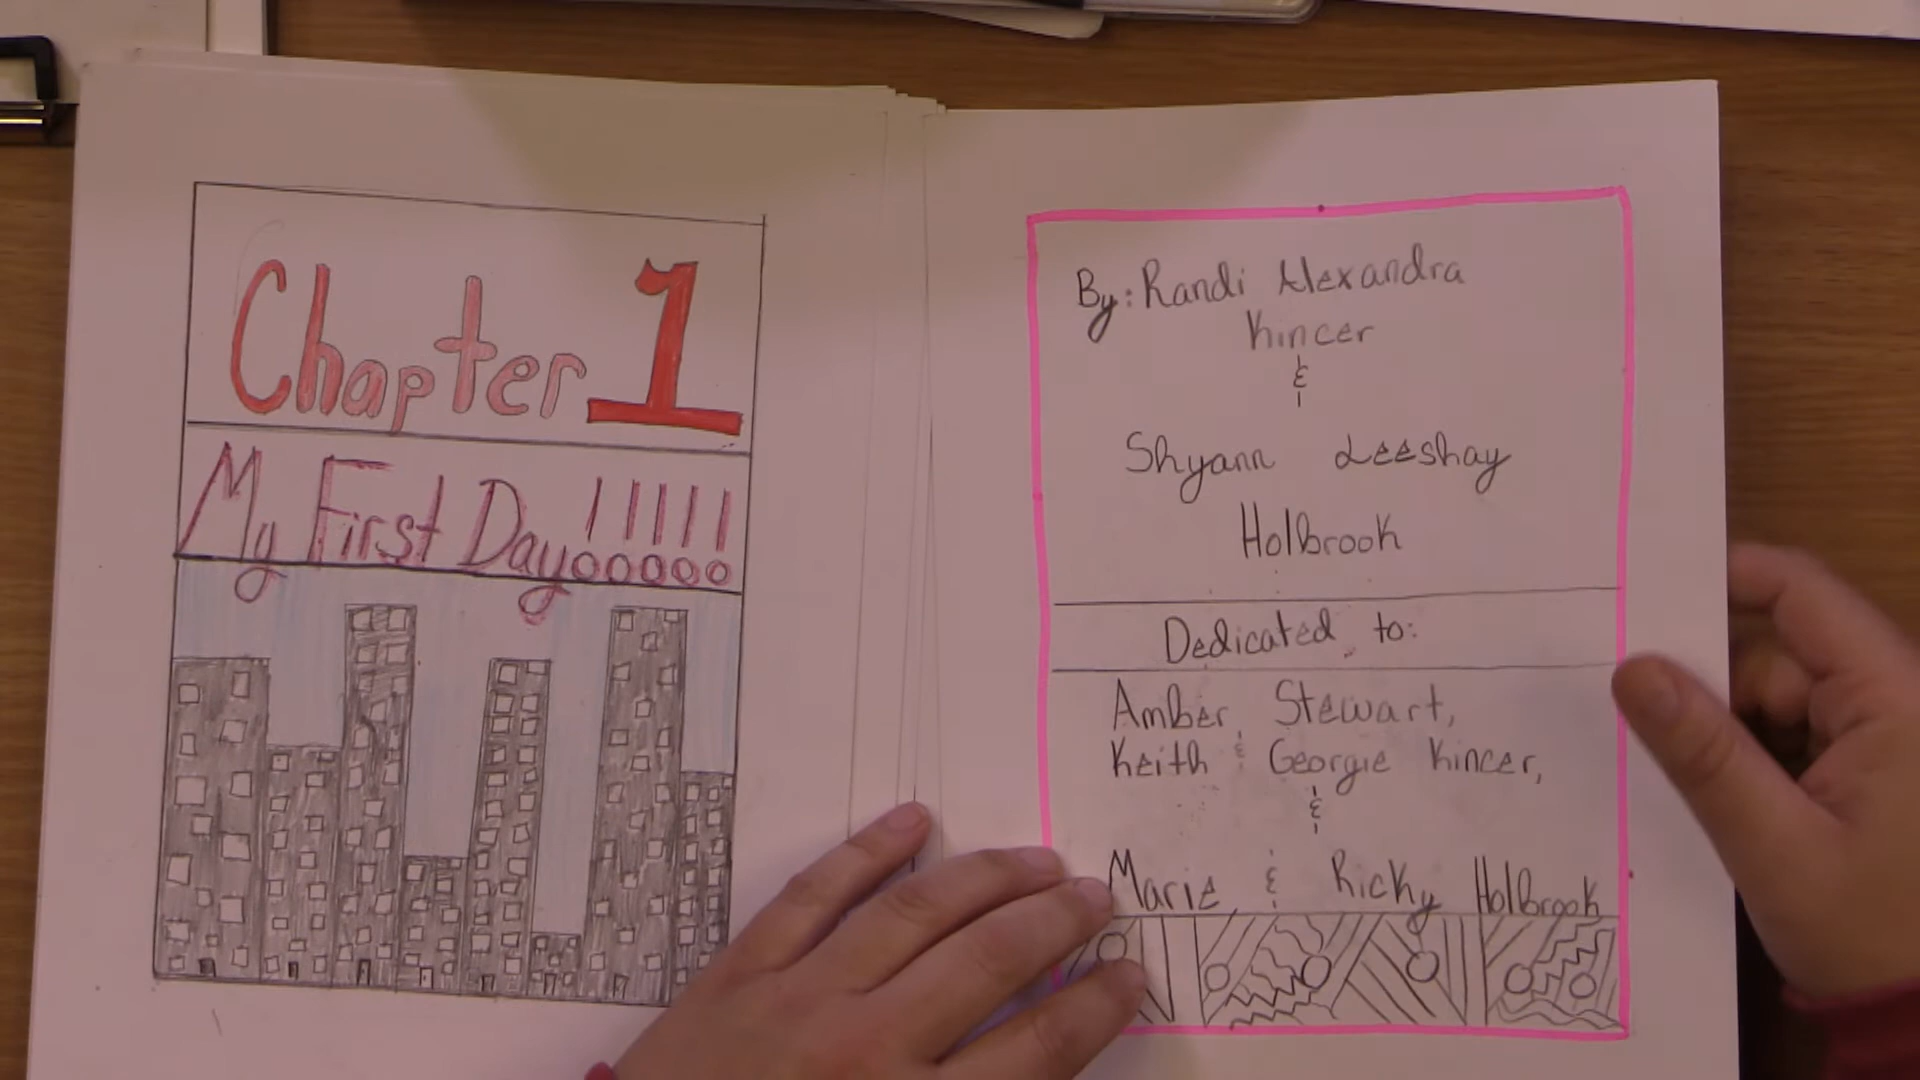 Chapter 1
My First Day!!!!!
By: Randi Alexandra
Kincer
&
Shyann Leeshay
Holbrook
Dedicated to:
Amber Stewart,
Keith & Georgie Kincer,
&
Marie & Ricky Holbrook